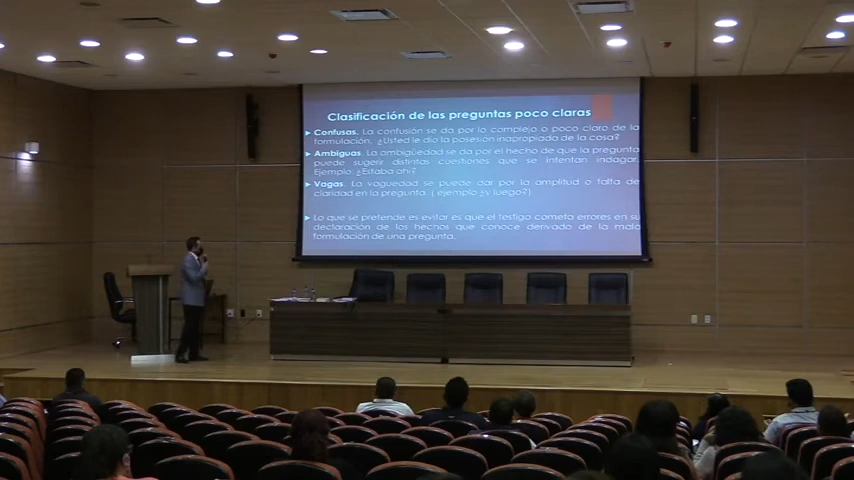 Clasificación de las preguntas poco claras
Confusas. La confusión se da por lo complejo o poco claro de la
formulación. ¿Usted le dio la posesión inapropiada de la cosa?
Ambiguas. La ambigüedad se da por el hecho de que la pregunta
puede sugerir distintas cuestiones que se intentan indagar.
Ejemplo: ¿Estaba ahí?
Vagas. La vaguedad se puede dar por la amplitud o falta de
claridad en la pregunta. ( ejemplo ¿y luego?)
Lo que se pretende es evitar es que el testigo cometa errores en su
declaración de los hechos que conoce derivado de la mala
formulación de una pregunta.